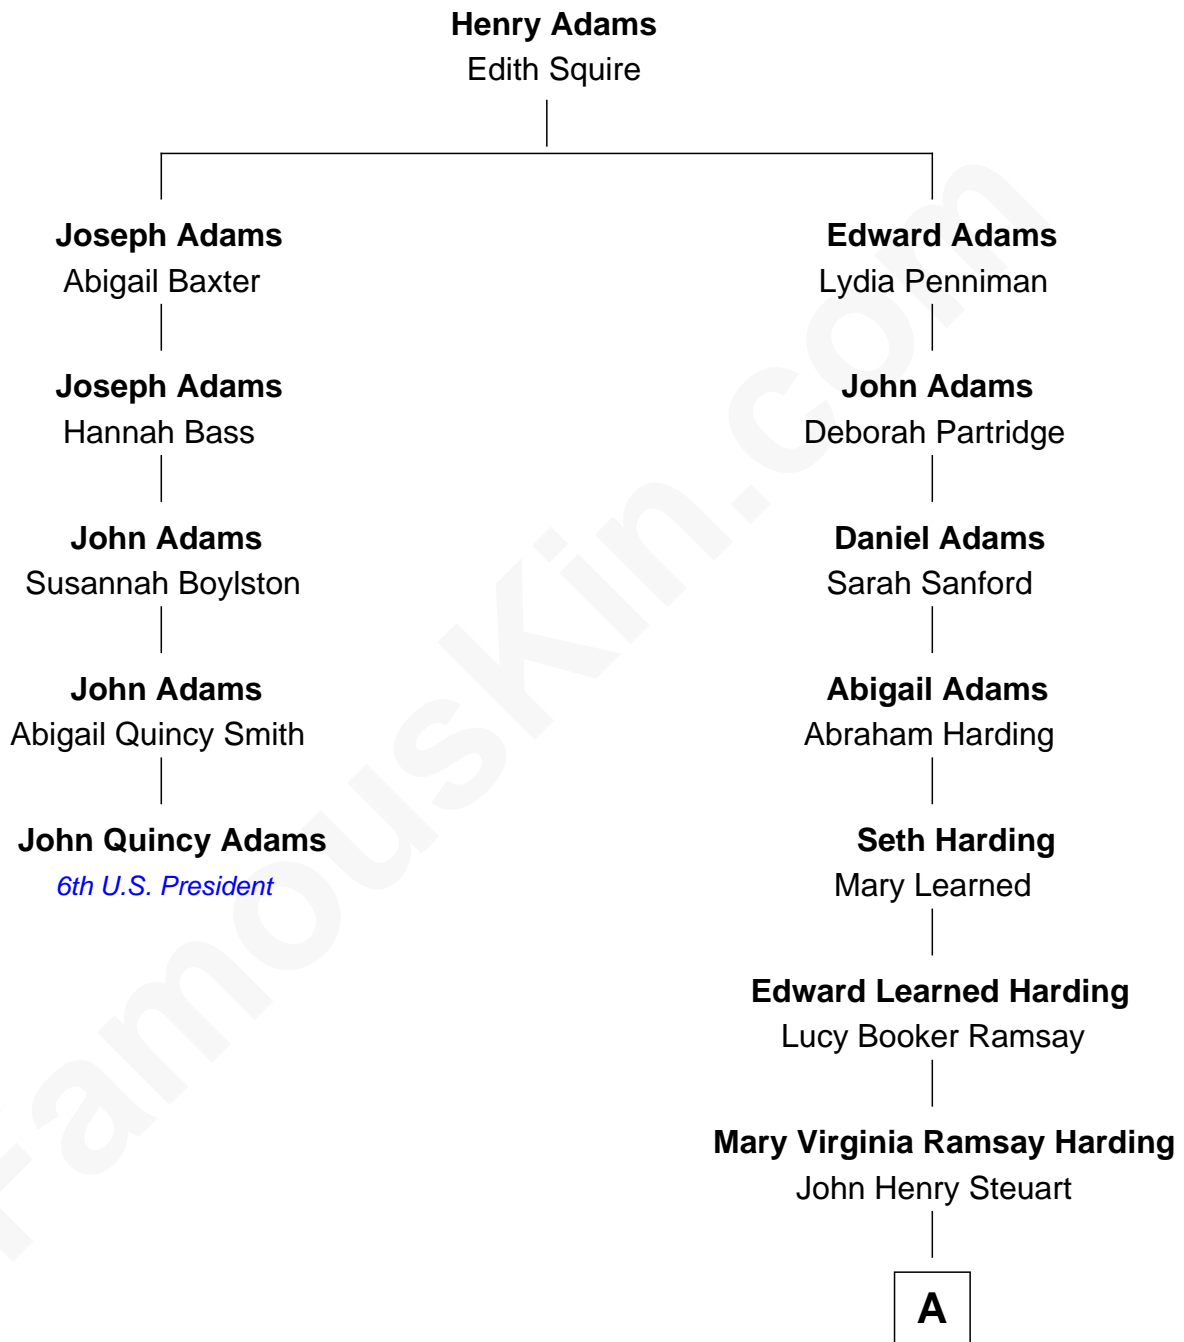 Henry Adams
Edith Squire
Joseph Adams
Abigail Baxter
Edward Adams
Lydia Penniman
Joseph Adams
Hannah Bass
John Adams
Deborah Partridge
John Adams
Susannah Boylston
Daniel Adams
Sarah Sanford
John Adams
Abigail Quincy Smith
Abigail Adams
Abraham Harding
John Quincy Adams
6th U.S. President
Seth Harding
Mary Learned
Edward Learned Harding
Lucy Booker Ramsay
Mary Virginia Ramsay Harding
John Henry Steuart
A
FamousKin.com